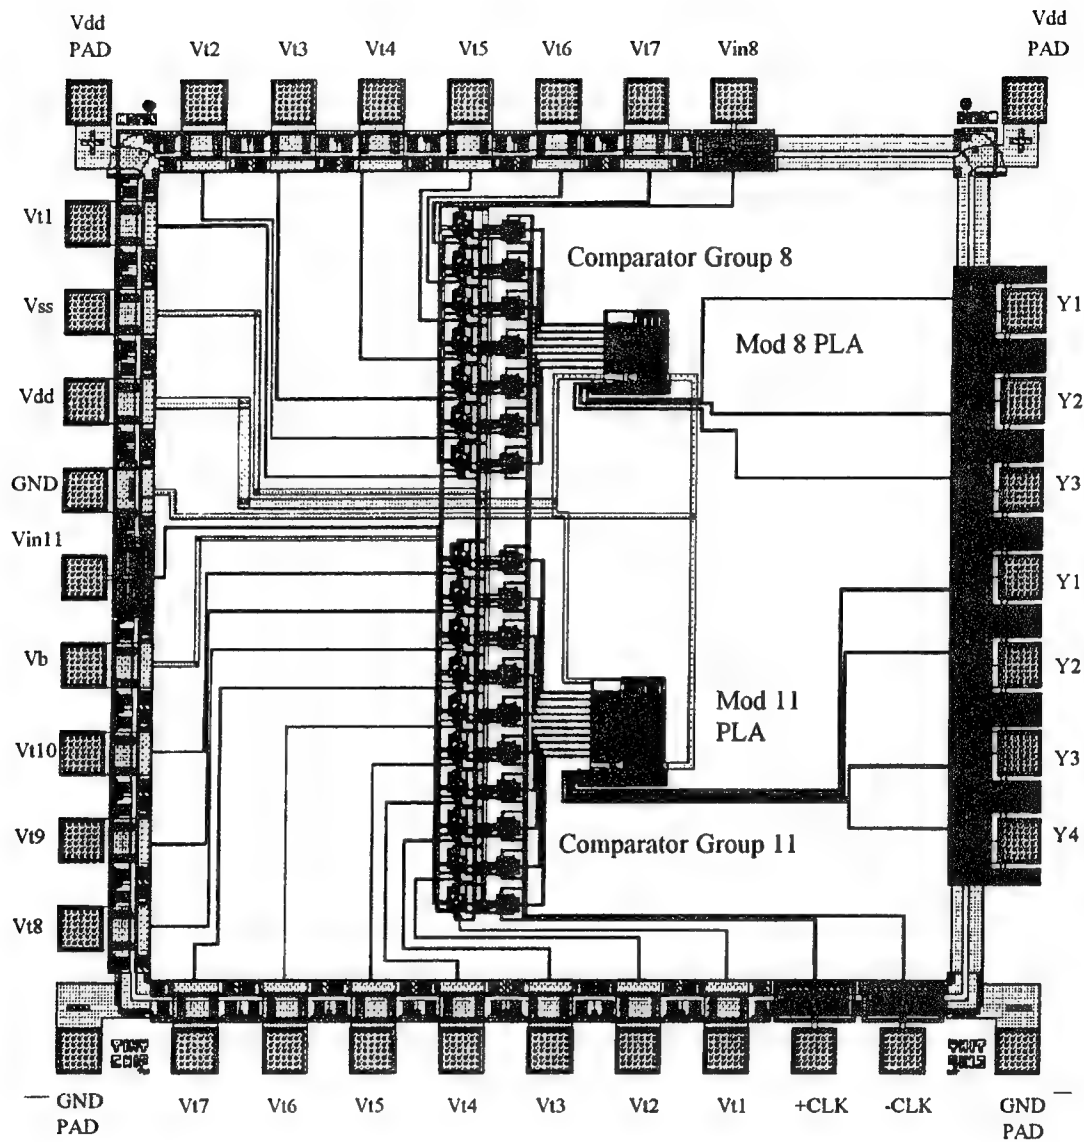 Vdd
PAD
Vt2
Vt3
Vt4
Vt5
Vt6
Vt7
Vin8
Vdd
PAD
Vt1
Vss
Vdd
GND
Vin11
Vb
Vt10
Vt9
Vt8
Comparator Group 8
Mod 8 PLA
Mod 11
PLA
Comparator Group 11
Y1
Y2
Y3
Y1
Y2
Y3
Y4
GND
PAD
Vt7
Vt6
Vt5
Vt4
Vt3
Vt2
Vt1
+CLK
-CLK
GND
PAD